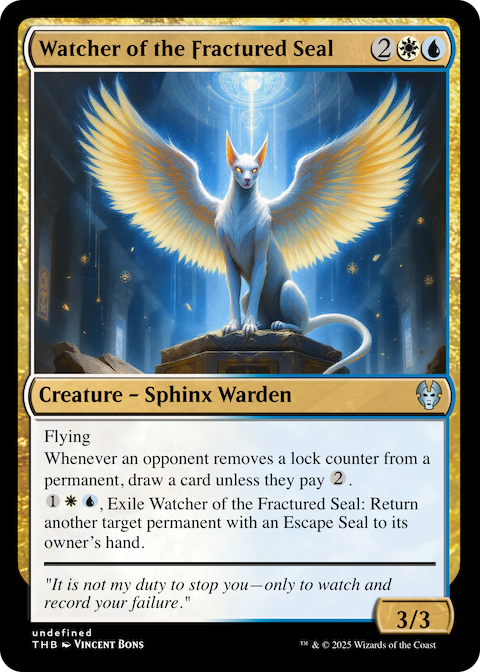 Watcher of the Fractured Seal 2
Creature – Sphinx Warden
Flying
Whenever an opponent removes a lock counter from a
permanent, draw a card unless they pay 2 .
1 , Exile Watcher of the Fractured Seal: Return
another target permanent with an Escape Seal to its
owner’s hand.
"It is not my duty to stop you—only to watch and
record your failure."
3/3
undefined
THB Vincent Bons
™ & © 2025 Wizards of the Coast